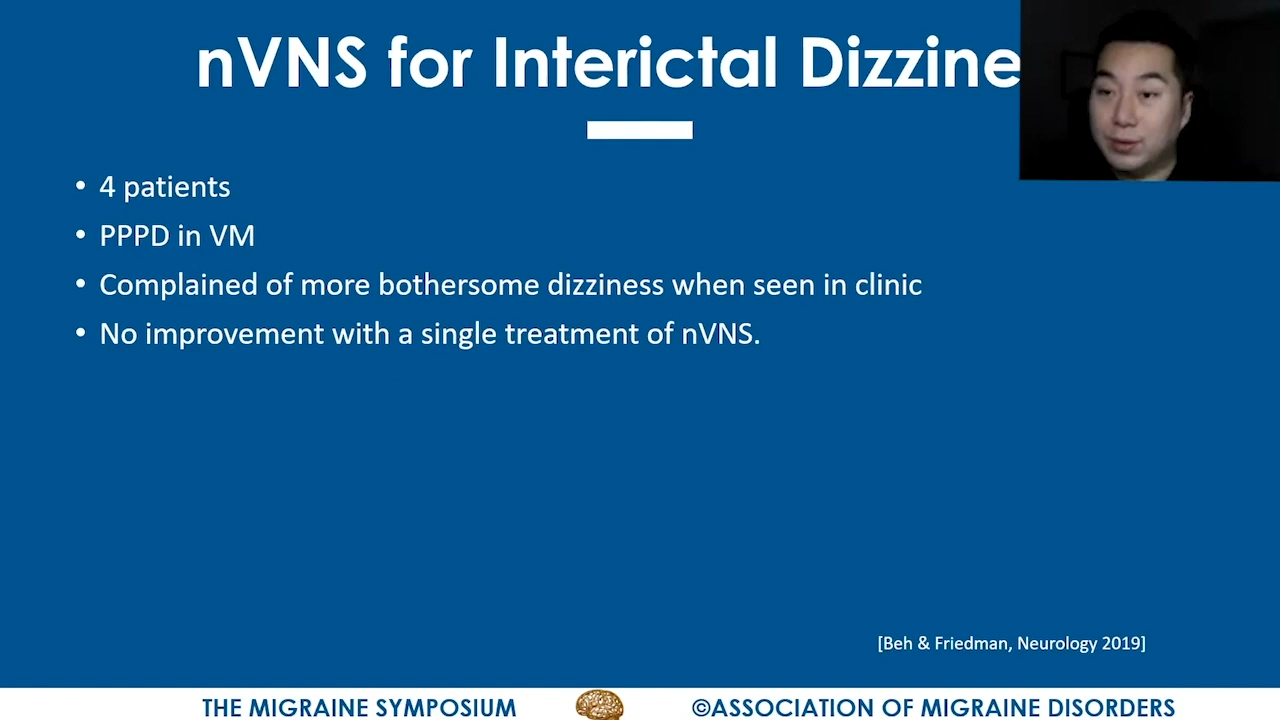 nVNS for Interictal Dizzine
• 4 patients
• PPPD in VM
• Complained of more bothersome dizziness when seen in clinic
• No improvement with a single treatment of nVNS.
[Beh & Friedman, Neurology 2019]
THE MIGRAINE SYMPOSIUM
©ASSOCIATION OF MIGRAINE DISORDERS